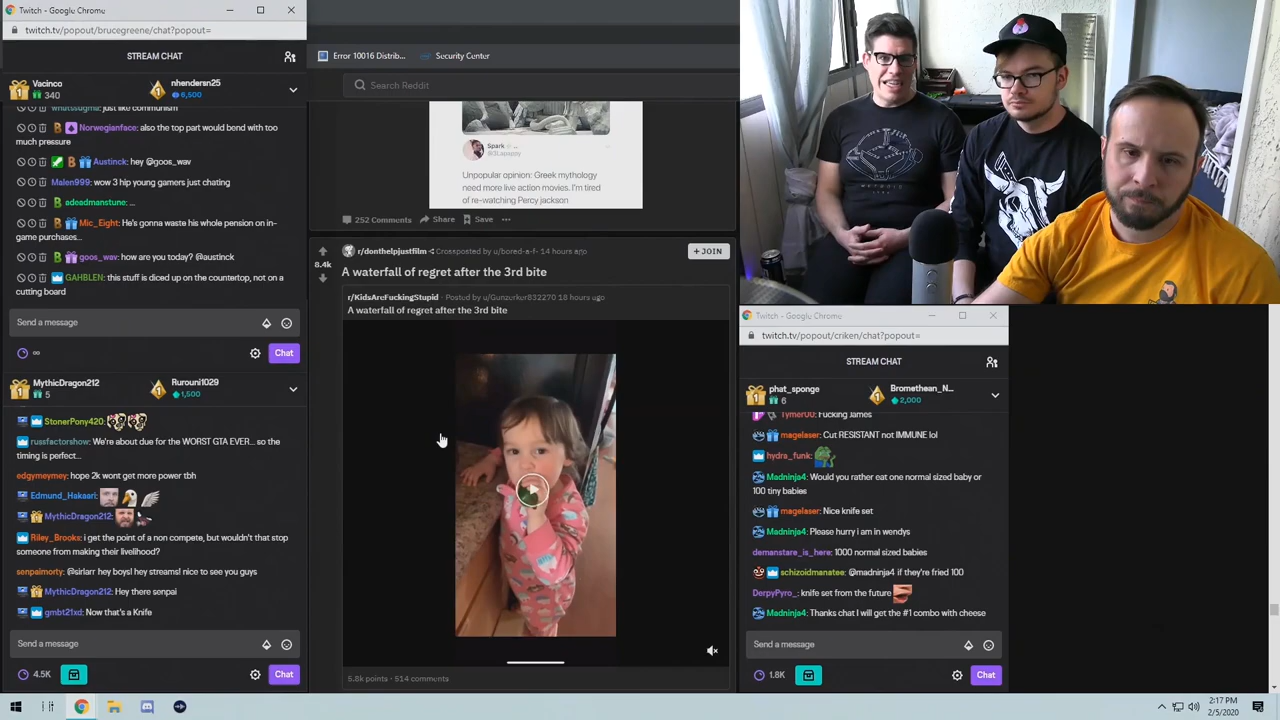 Twitch - Google Chrome
twitch.tv/popout/brucegreene/chat?popout=
STREAM CHAT
Vacinco
340
nhesderen25
6,500
whutsugma: just like communism
Norwegianface: also the top part would bend with too
much pressure
Austinck: hey @goos_wav
Malen999: wow 3 hip young gamers just chating
adeadmanstune: ...
Mic_Eight: He's gonna waste his whole pension on in-
game purchases...
goos_wav: how are you today? @austinck
GAHBLEN: this stuff is diced up on the countertop, not on a
cutting board
Send a message
∞
Chat
MythicDragon212
5
Rurouni1029
1,500
StonerPony420:
russfactorshow: We're about due for the WORST GTA EVER... so the
timing is perfect...
edgymeymey: hope 2k wont get more power tbh
Edmund_Hakaarl:
MythicDragon212:
Riley_Brooks: I get the point of a non compete, but wouldn't that stop
someone from making their livelihood?
senpaimorty: @sirlarr hey boys! hey streams! nice to see you guys
MythicDragon212: Hey there senpai
gmbt21xd: Now that's a Knife
Send a message
4.5K
Chat
Error 10016 Distrib...
Security Center
Search Reddit
Spark
Unpopular opinion: Greek mythology
need more live action movies. I'm tired
of re-watching Percy jackson
252 Comments
Share
Save
8.4k
r/donthelpjustfilm
Crossposted by u/bored-a-f- 14 hours ago
+ JOIN
A waterfall of regret after the 3rd bite
r/KidsAreFuckingStupid · Posted by u/Gunzerker832270 18 hours ago
A waterfall of regret after the 3rd bite
5.8k points · 514 comments
Twitch - Google Chrome
twitch.tv/popout/criken/chat?popout=
STREAM CHAT
phat_sponge
6
Bromethean_N...
2,000
Tymer00: Fucking James
magelaser: Cut RESISTANT not IMMUNE lol
hydra_funk:
Madninja4: Would you rather eat one normal sized baby or
100 tiny babies
magelaser: Nice knife set
Madninja4: Please hurry i am in wendys
demanstare_is_here: 1000 normal sized babies
schizoidmanatee: @madninja4 if they're fried 100
DerpyPyro_: knife set from the future
Madninja4: Thanks chat I will get the #1 combo with cheese
Send a message
1.8K
Chat
2:17 PM
2/5/2020